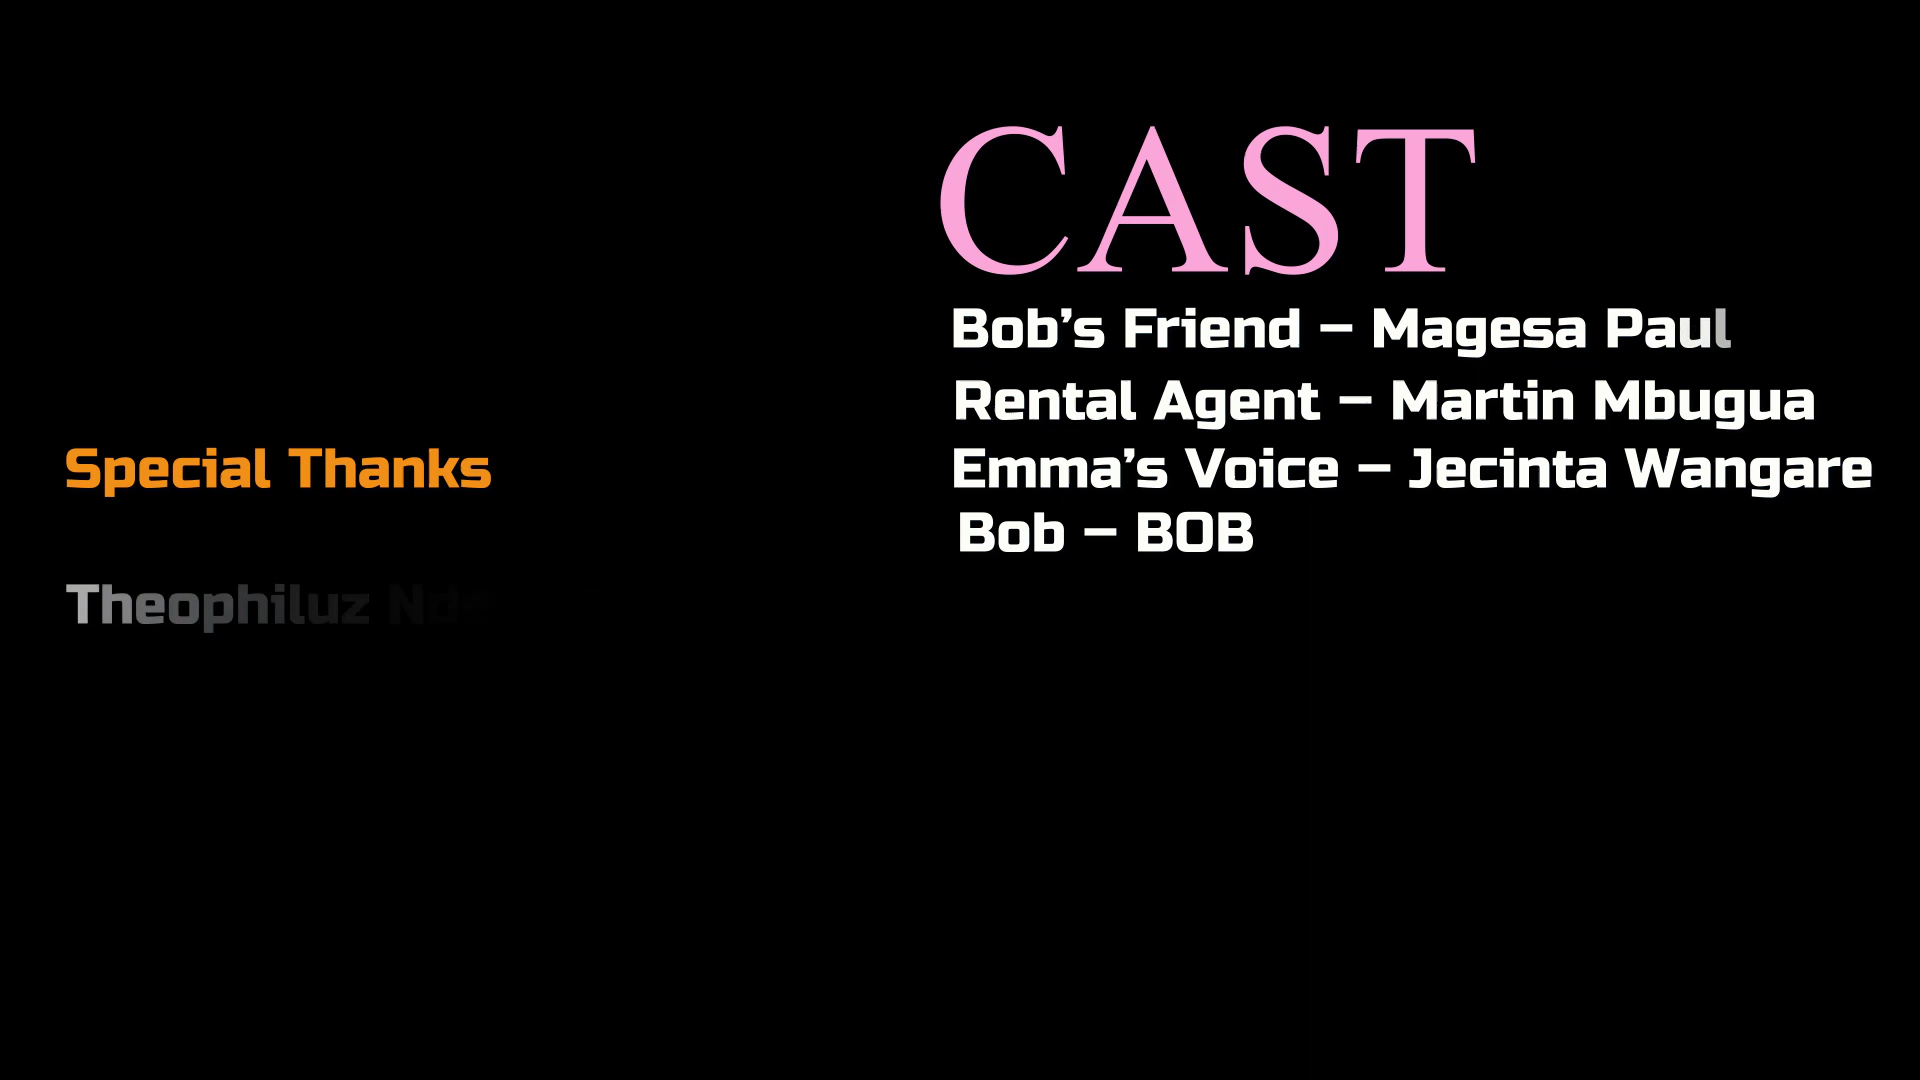 CAST
Bob’s Friend – Magesa Paul
Rental Agent – Martin Mbugua
Emma’s Voice – Jecinta Wangare
Bob – BOB
Special Thanks
Theophiluz